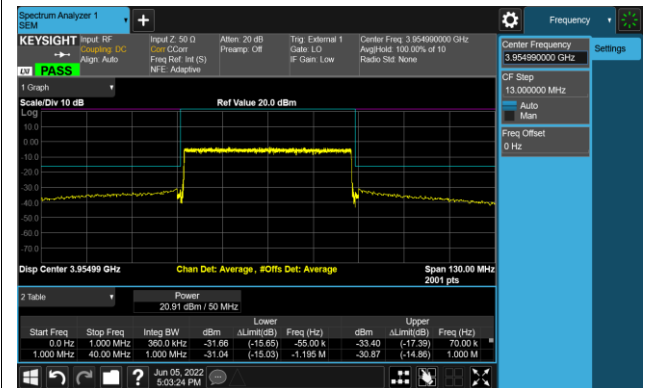 Spectrum Analyzer 1
SEM
Frequency
KEYSIGHT
Input: RF
Coupling: DC
Align: Auto
Input Z: 50 Ω
Corr CCorr
Freq Ref: Int (S)
NFE: Adaptive
Atten: 20 dB
Preamp: Off
Trig: External 1
Gate: LO
IF Gain: Low
Center Freq: 3.954990000 GHz
Avg|Hold: 100.00% of 10
Radio Std: None
LXI PASS
Center Frequency
3.954990000 GHz
Settings
CF Step
13.000000 MHz
Auto
Man
Freq Offset
0 Hz
1 Graph
Scale/Div 10 dB
Ref Value 20.0 dBm
Log
10.0
0.00
-10.0
-20.0
-30.0
-40.0
-50.0
-60.0
-70.0
Disp Center 3.95499 GHz
Chan Det: Average, #Offs Det: Average
Span 130.00 MHz
2001 pts
2 Table
Power
20.91 dBm / 50 MHz
Lower Upper
Start Freq Stop Freq Integ BW dBm ΔLimit(dB) Freq (Hz) dBm ΔLimit(dB) Freq (Hz)
0.0 Hz 1.000 MHz 360.0 kHz -31.66 (-15.65) -55.00 k -33.40 (-17.39) 70.00 k
1.000 MHz 40.00 MHz 1.000 MHz -31.04 (-15.03) -1.195 M -30.87 (-14.86) 1.000 M
?
Jun 05, 2022
5:03:24 PM